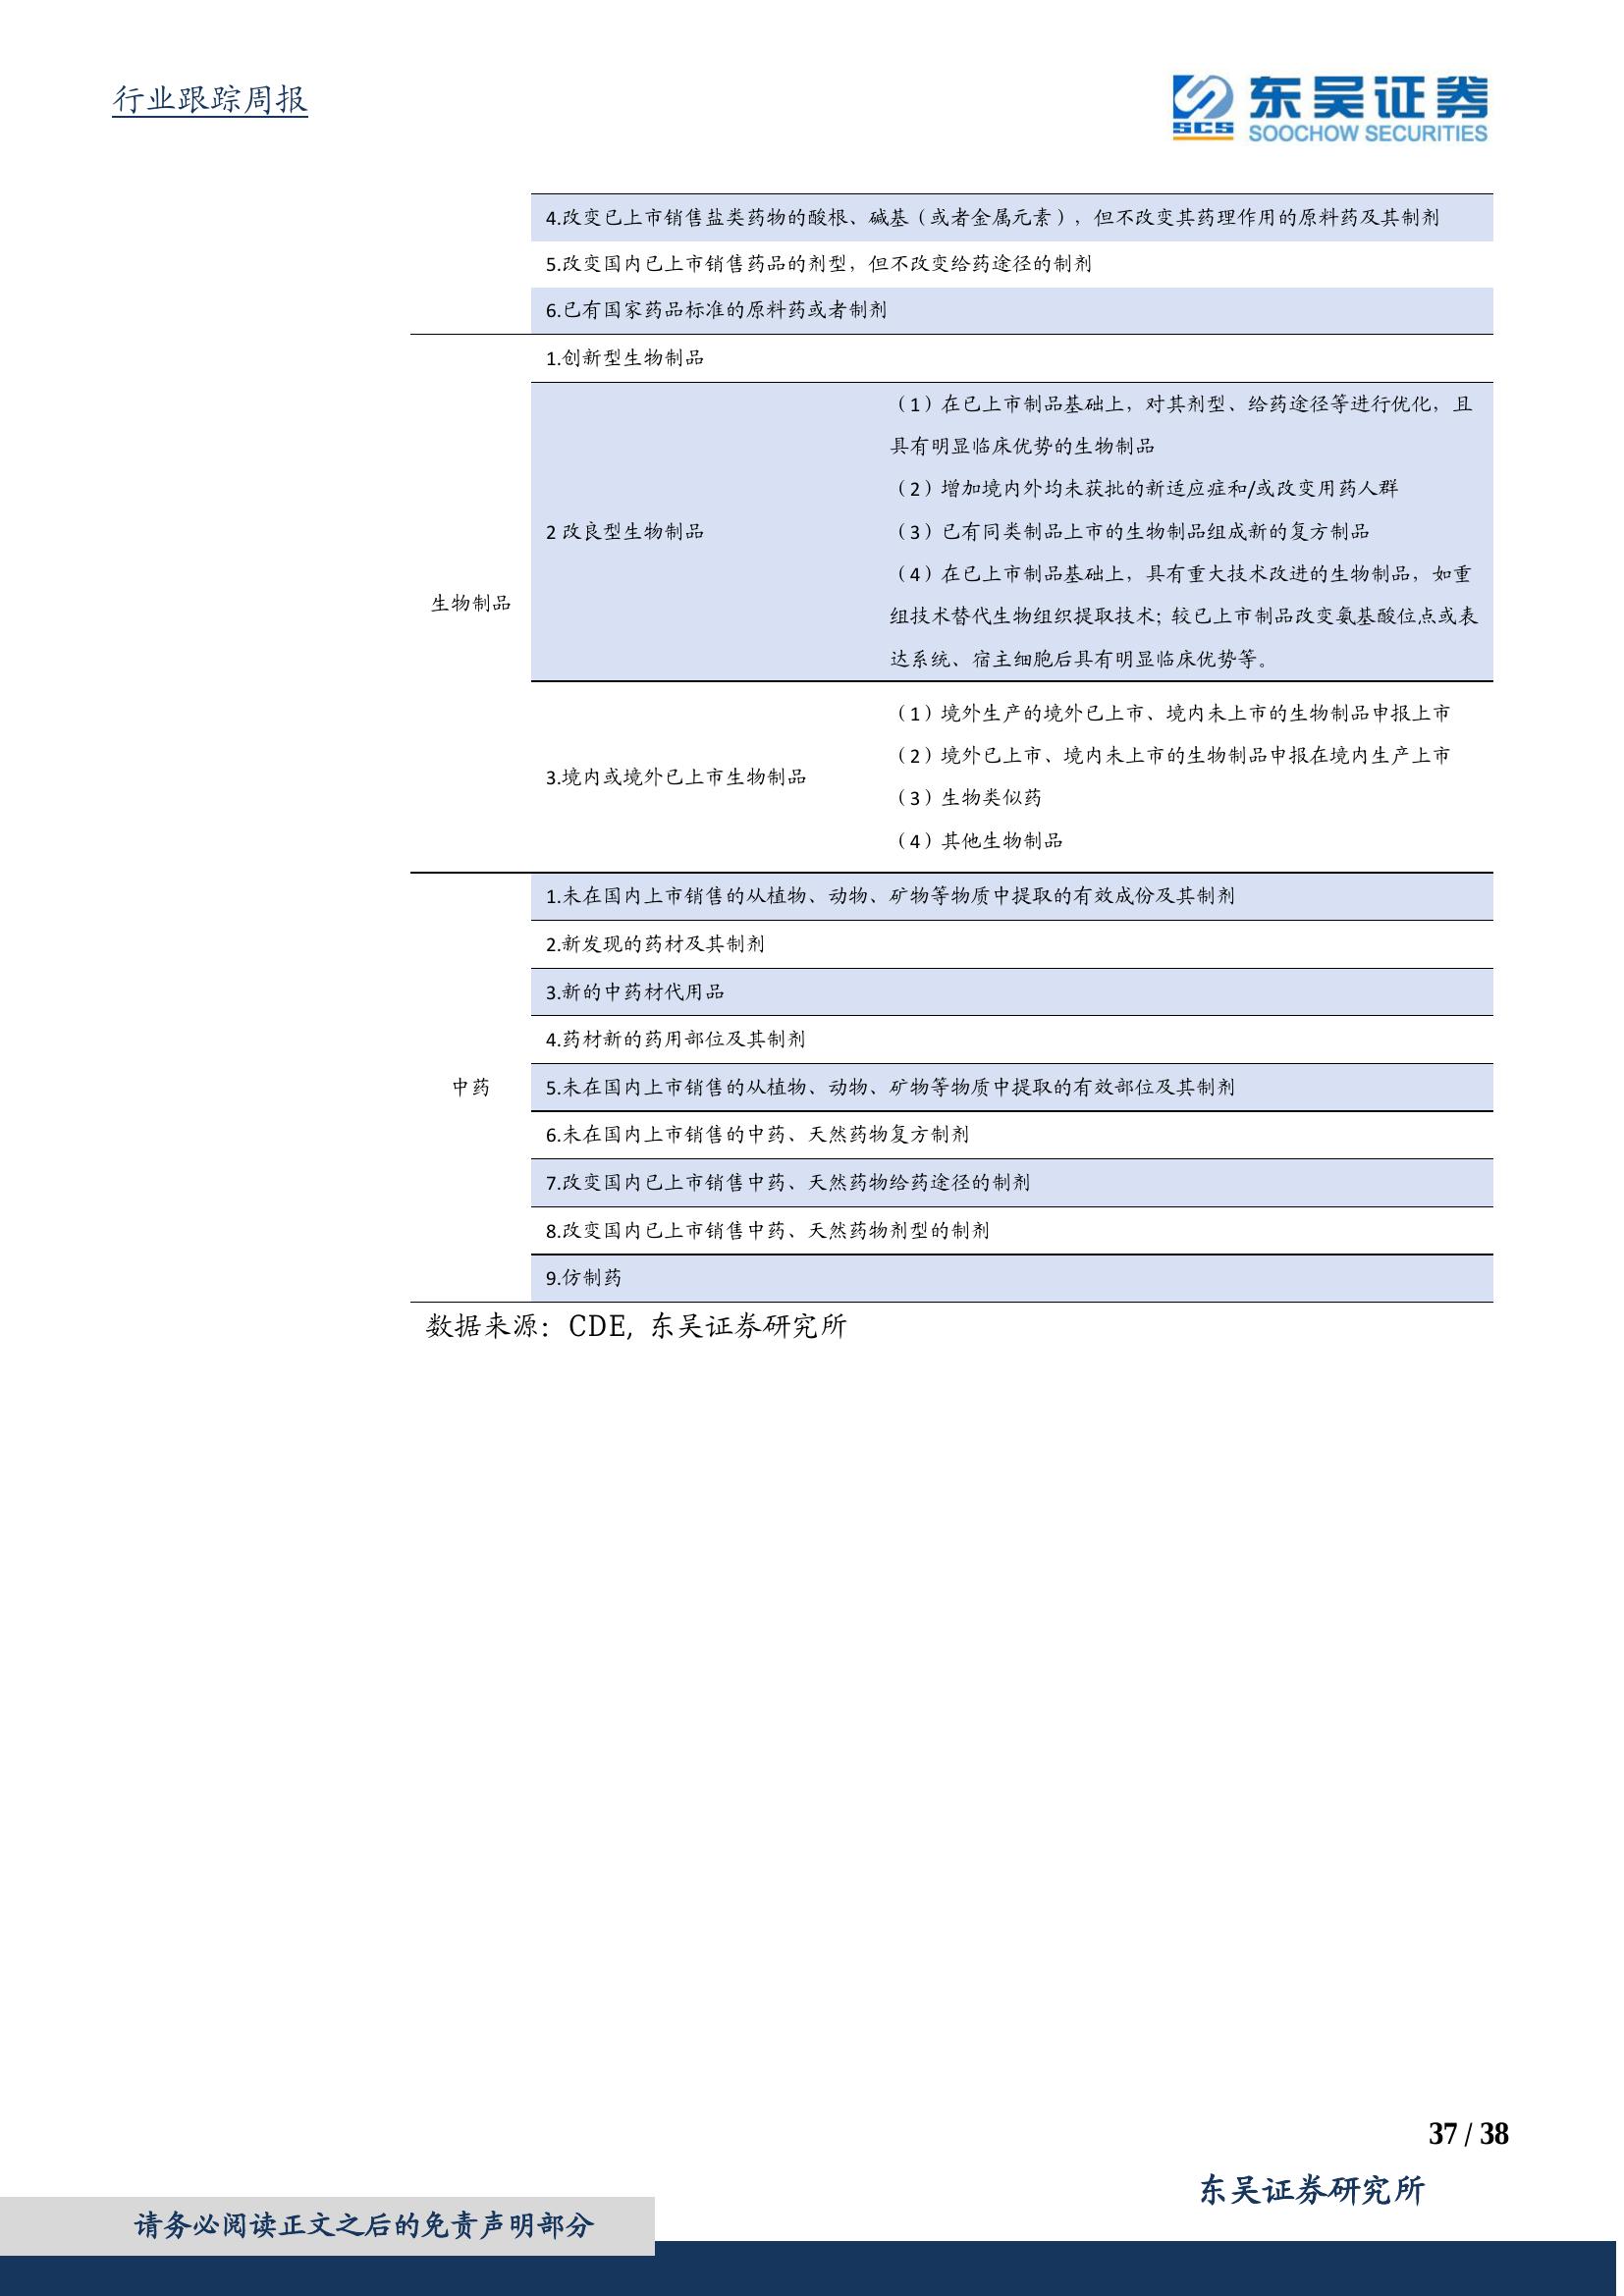 行业跟踪周报
SCS
东吴证券
SOOCHOW SECURITIES
4.改变已上市销售盐类药物的酸根、碱基（或者金属元素），但不改变其药理作用的原料药及其制剂
5.改变国内已上市销售药品的剂型，但不改变给药途径的制剂
6.已有国家药品标准的原料药或者制剂
生物制品
1.创新型生物制品
2 改良型生物制品
（1）在已上市制品基础上，对其剂型、给药途径等进行优化，且
具有明显临床优势的生物制品
（2）增加境内外均未获批的新适应症和/或改变用药人群
（3）已有同类制品上市的生物制品组成新的复方制品
（4）在已上市制品基础上，具有重大技术改进的生物制品，如重
组技术替代生物组织提取技术；较已上市制品改变氨基酸位点或表
达系统、宿主细胞后具有明显临床优势等。
3.境内或境外已上市生物制品
（1）境外生产的境外已上市、境内未上市的生物制品申报上市
（2）境外已上市、境内未上市的生物制品申报在境内生产上市
（3）生物类似药
（4）其他生物制品
中药
1.未在国内上市销售的从植物、动物、矿物等物质中提取的有效成份及其制剂
2.新发现的药材及其制剂
3.新的中药材代用品
4.药材新的药用部位及其制剂
5.未在国内上市销售的从植物、动物、矿物等物质中提取的有效部位及其制剂
6.未在国内上市销售的中药、天然药物复方制剂
7.改变国内已上市销售中药、天然药物给药途径的制剂
8.改变国内已上市销售中药、天然药物剂型的制剂
9.仿制药
数据来源：CDE，东吴证券研究所
37 / 38
东吴证券研究所
请务必阅读正文之后的免责声明部分